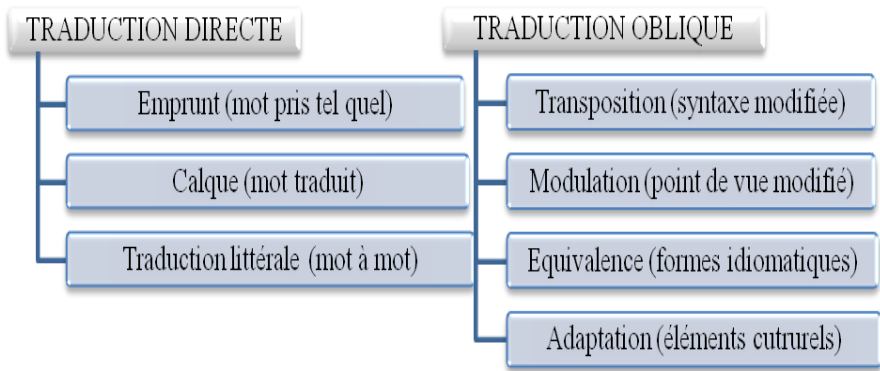 TRADUCTION DIRECTE
Emprunt (mot pris tel quel)
Calque (mot traduit)
Traduction littérale (mot à mot)
TRADUCTION OBLIQUE
Transposition (syntaxe modifiée)
Modulation (point de vue modifié)
Equivalence (formes idiomatiques)
Adaptation (éléments cutrurels)